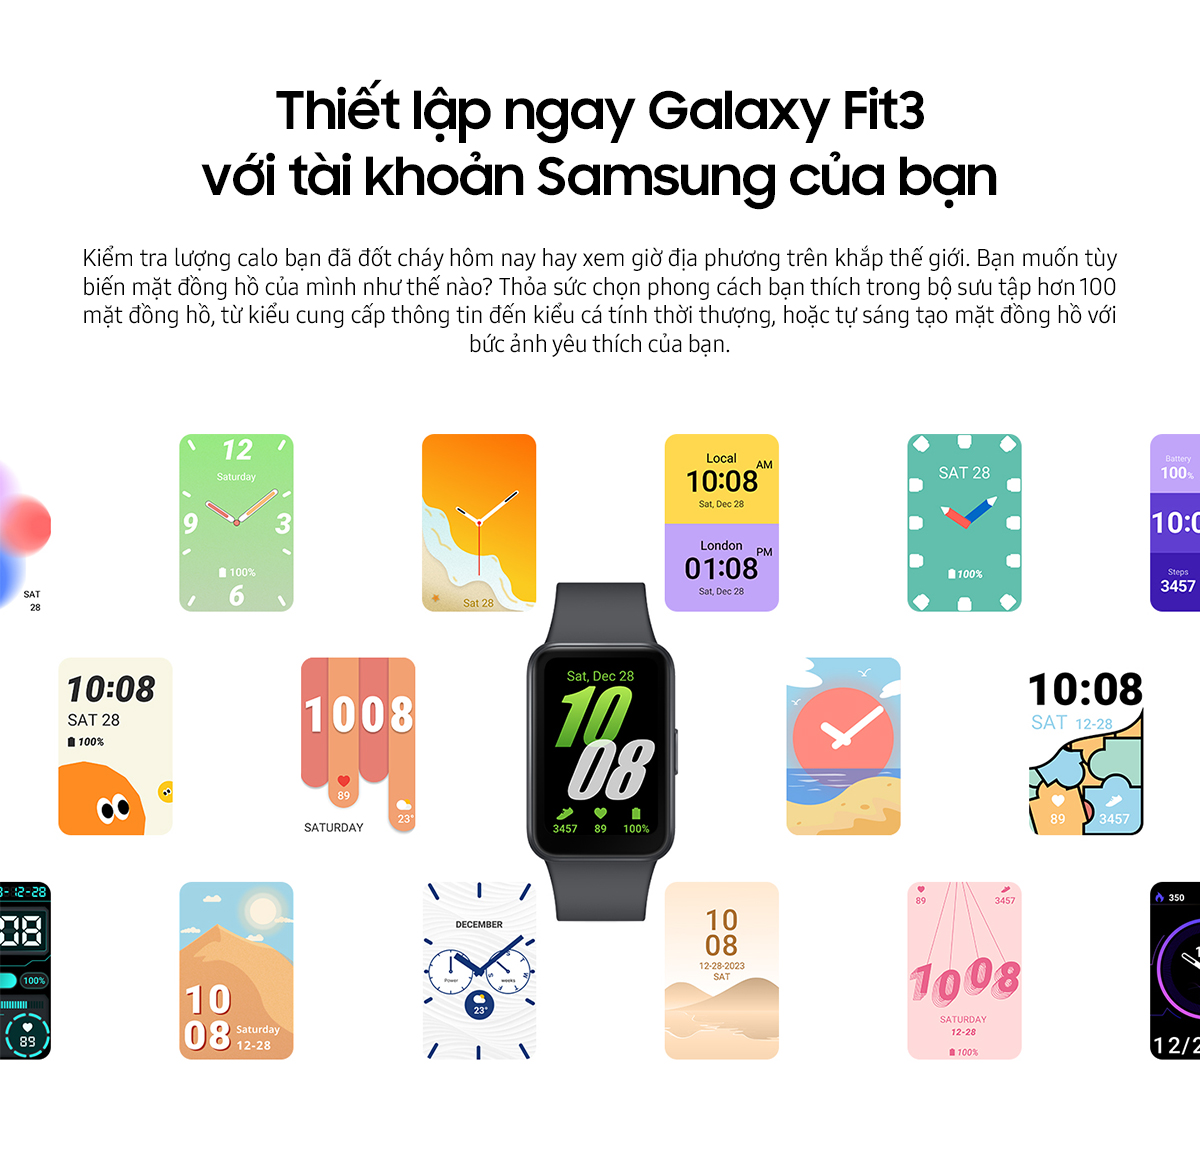 Thiết lập ngay Galaxy Fit3
với tài khoản Samsung của bạn
Kiểm tra lượng calo bạn đã đốt cháy hôm nay hay xem giờ địa phương trên khắp thế giới. Bạn muốn tùy
biến mặt đồng hồ của mình như thế nào? Thỏa sức chọn phong cách bạn thích trong bộ sưu tập hơn 100
mặt đồng hồ, từ kiểu cung cấp thông tin đến kiểu cá tính thời thượng, hoặc tự sáng tạo mặt đồng hồ với
bức ảnh yêu thích của bạn.
SAT
28
12
Saturday
9 3
100%
6
Sat 28
Local
10:08 AM
Sat, Dec 28
London
01:08 PM
Sat, Dec 28
SAT 28
100%
Battery
100%
10:0
Steps
3457
10:08
SAT 28
100%
1008
89
23°
SATURDAY
Sat, Dec 28
10
08
3457 89 100%
10:08
SAT 12-28
89 3457
- 12-28
08
100%
89
10
08
Saturday
12-28
DECEMBER
Power
weeks
23°
10
08
12-28-2023
SAT
89 3457
1008
SATURDAY
12-28
100%
350
12/2